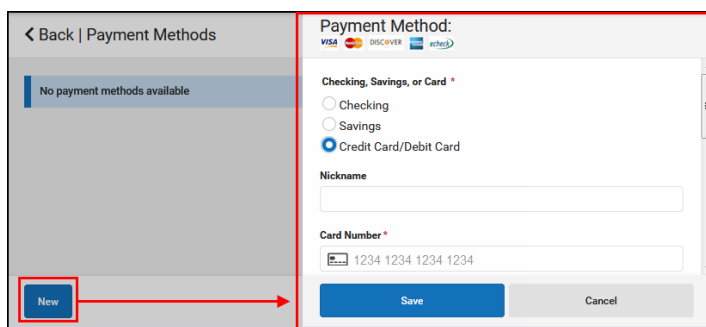 Back | Payment Methods
No payment methods available
New
Payment Method:
VISA MasterCard DISCOVER echeck
Checking, Savings, or Card *
Checking
Savings
Credit Card/Debit Card
Nickname
Card Number *
1234 1234 1234 1234
Save Cancel